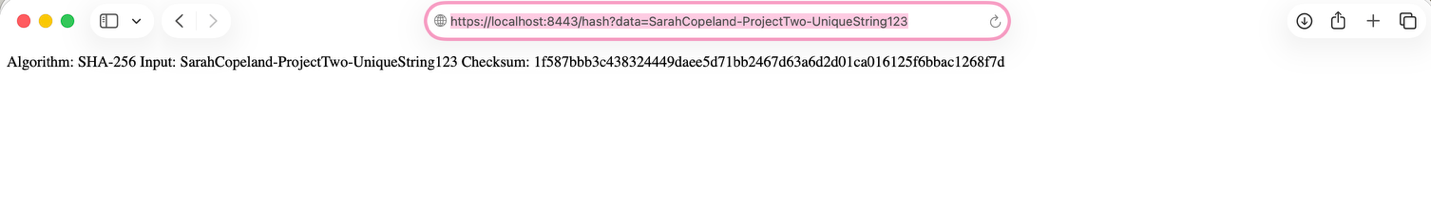 https://localhost:8443/hash?data=SarahCopeland-ProjectTwo-UniqueString123
Algorithm: SHA-256 Input: SarahCopeland-ProjectTwo-UniqueString123 Checksum: 1f587bbb3c438324449daee5d71bb2467d63a6d2d01ca016125f6bbac1268f7d